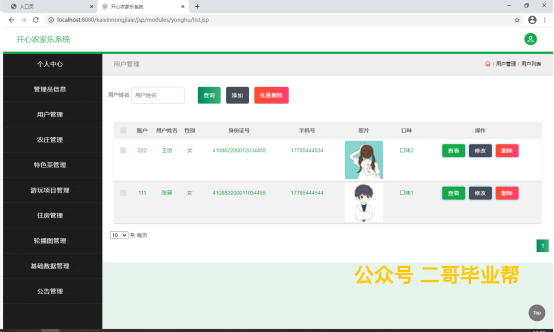 入口页
开心农家乐系统
localhost:8080/kaixinnongjiale/jsp/modules/yonghu/list.jsp
开心农家乐系统
个人中心
管理员信息
用户管理
农庄管理
特色菜管理
游玩项目管理
住房管理
轮播图管理
基础数据管理
公告管理
用户管理
/ 用户管理 / 用户列表
用户姓名 用户姓名 查询 添加 批量删除
账户 用户姓名 性别 身份证号 手机号 照片 口味 操作
222 女 410882200012034455 17785444534 口味2 查看 修改 删除
111 张三 女 410882200011034455 17785444544 口味1 查看 修改 删除
10 条 每页
1
公众号 二哥毕业帮
Top